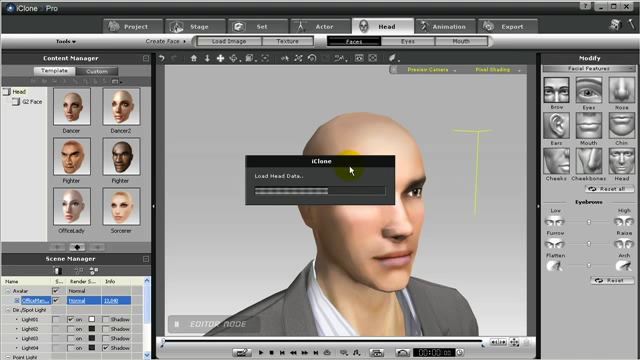 iClone Pro
Project
Stage
Set
Actor
Head
Animation
Export
Tools
Create Face
Load Image
Texture
Faces
Eyes
Mouth
Content Manager
Template
Custom
Head
G2 Face
Dancer
Dancer2
Fighter
Fighter
OfficeLady
Sorcerer
Preview Camera
Pixel Shading
iClone
Load Head Data..
EDITOR MODE
Modify
Facial Features
Brow
Eyes
Nose
Ears
Mouth
Chin
Cheeks
Cheekbones
Head
Reset all
Eyebrows
Low
High
Furrow
Raise
Flatten
Arch
Reset
Scene Manager
Name
Render S...
Info
Avatar
Normal
OfficeMan...
Normal
Dir./Spot Light
Light01
on
Shadow
Light02
on
Shadow
Light03
on
Shadow
Light04
on
Shadow
Point Light